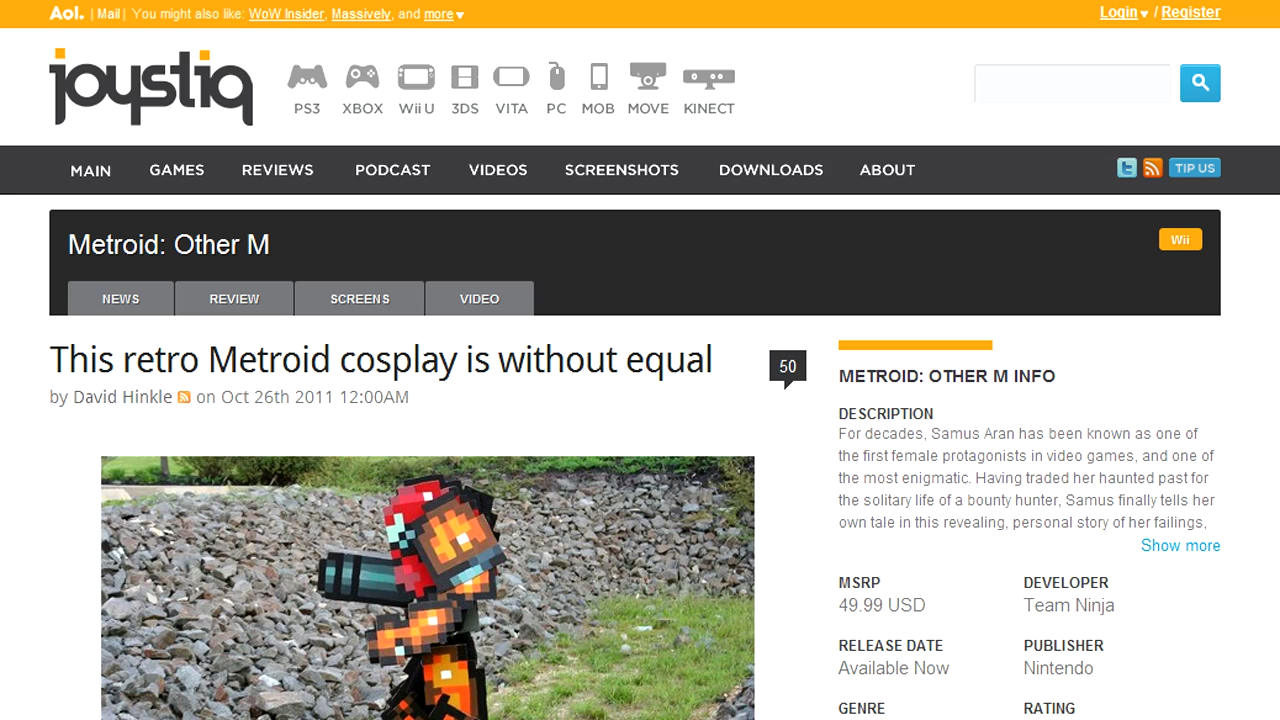 Aol. | Mail | You might also like: WoW Insider, Massively, and more
Login / Register
joystiq
PS3 XBOX Wii U 3DS VITA PC MOB MOVE KINECT
MAIN GAMES REVIEWS PODCAST VIDEOS SCREENSHOTS DOWNLOADS ABOUT
TIP US
Metroid: Other M
Wii
NEWS REVIEW SCREENS VIDEO
This retro Metroid cosplay is without equal
50
by David Hinkle on Oct 26th 2011 12:00AM
METROID: OTHER M INFO
DESCRIPTION
For decades, Samus Aran has been known as one of
the first female protagonists in video games, and one of
the most enigmatic. Having traded her haunted past for
the solitary life of a bounty hunter, Samus finally tells her
own tale in this revealing, personal story of her failings,
Show more
MSRP DEVELOPER
49.99 USD Team Ninja
RELEASE DATE PUBLISHER
Available Now Nintendo
GENRE RATING